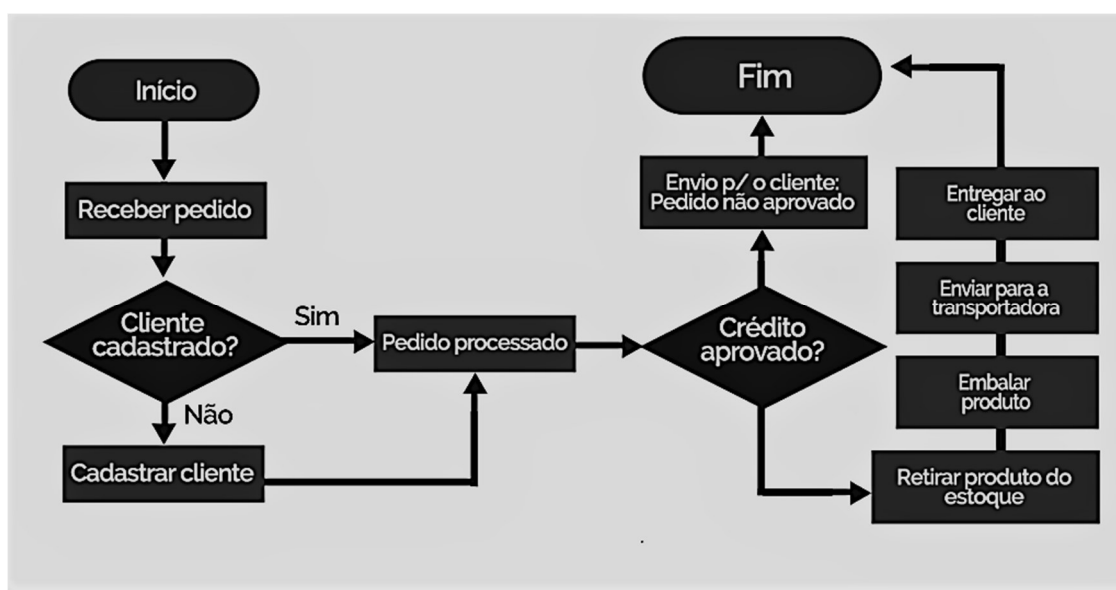 Início
Receber pedido
Cliente
cadastrado?
Sim
Não
Cadastrar cliente
Pedido processado
Crédito
aprovado?
Envio p/ o cliente:
Pedido não aprovado
Fim
Retirar produto do
estoque
Embalar
produto
Enviar para a
transportadora
Entregar ao
cliente